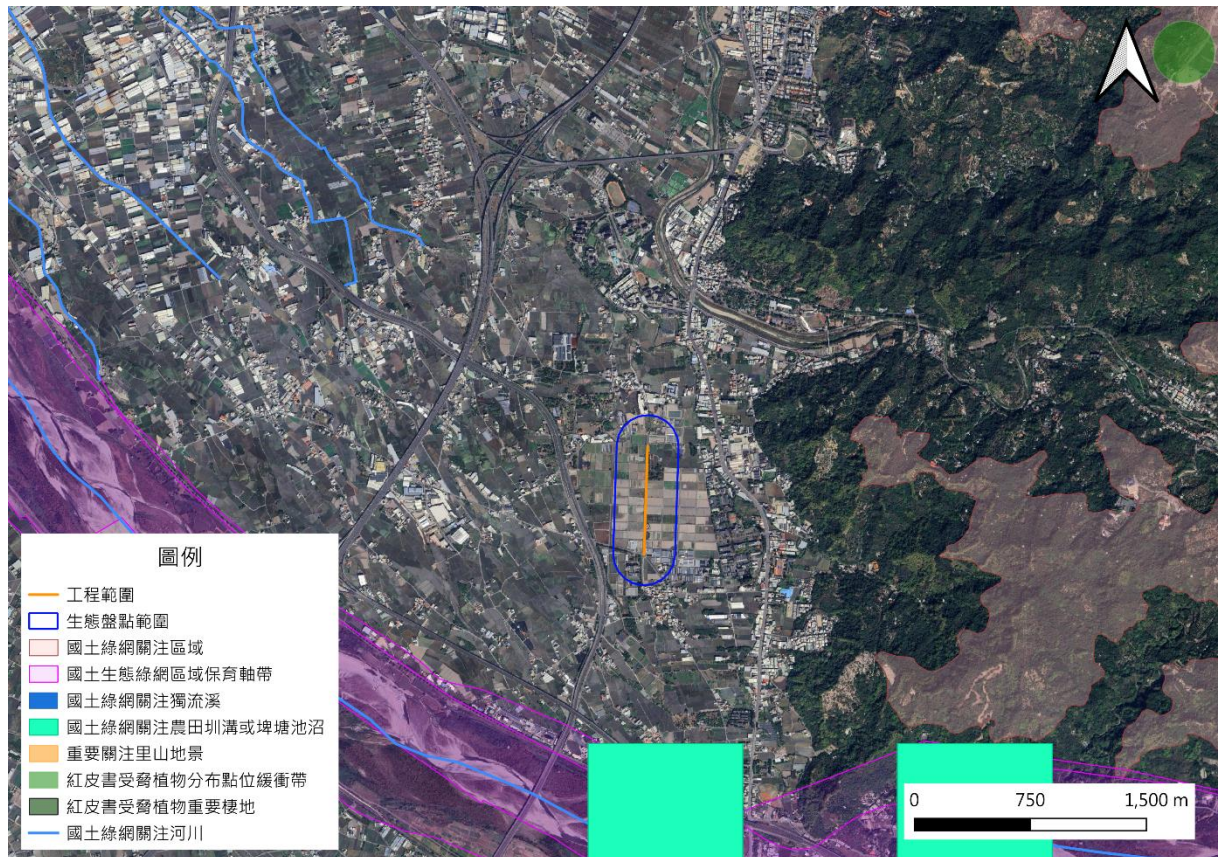 圖例
工程範圍
生態盤點範圍
國土綠網關注區域
國土生態綠網區域保育軸帶
國土綠網關注獨流溪
國土綠網關注農田圳溝或埤塘池沼
重要關注里山地景
紅皮書受脅植物分布點位緩衝帶
紅皮書受脅植物重要棲地
國土綠網關注河川
0 750 1,500 m